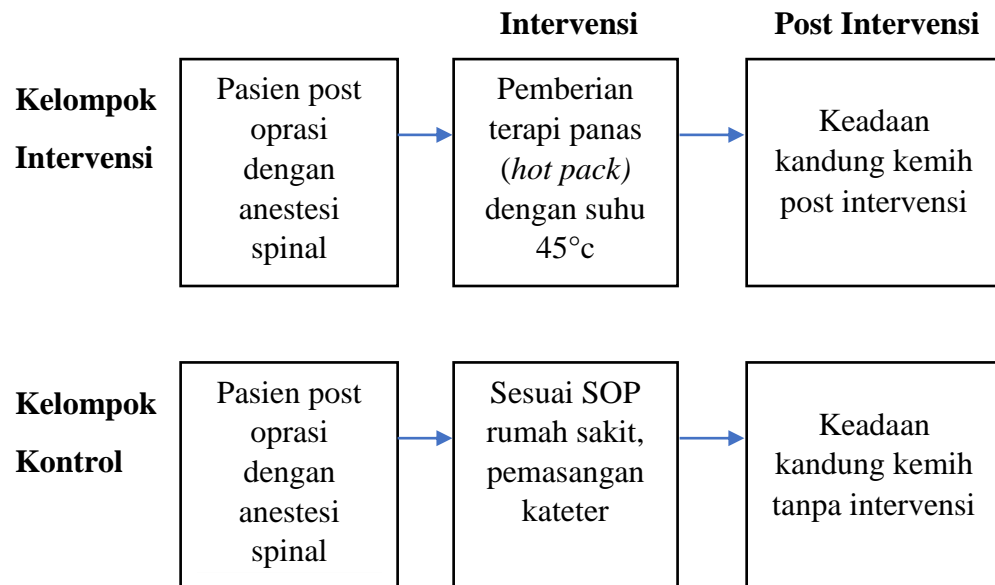 Intervensi
Post Intervensi
Kelompok
Intervensi
Pasien post
oprasi
dengan
anestesi
spinal
Pemberian
terapi panas
(hot pack)
dengan suhu
45°c
Keadaan
kandung kemih
post intervensi
Kelompok
Kontrol
Pasien post
oprasi
dengan
anestesi
spinal
Sesuai SOP
rumah sakit,
pemasangan
kateter
Keadaan
kandung kemih
tanpa intervensi